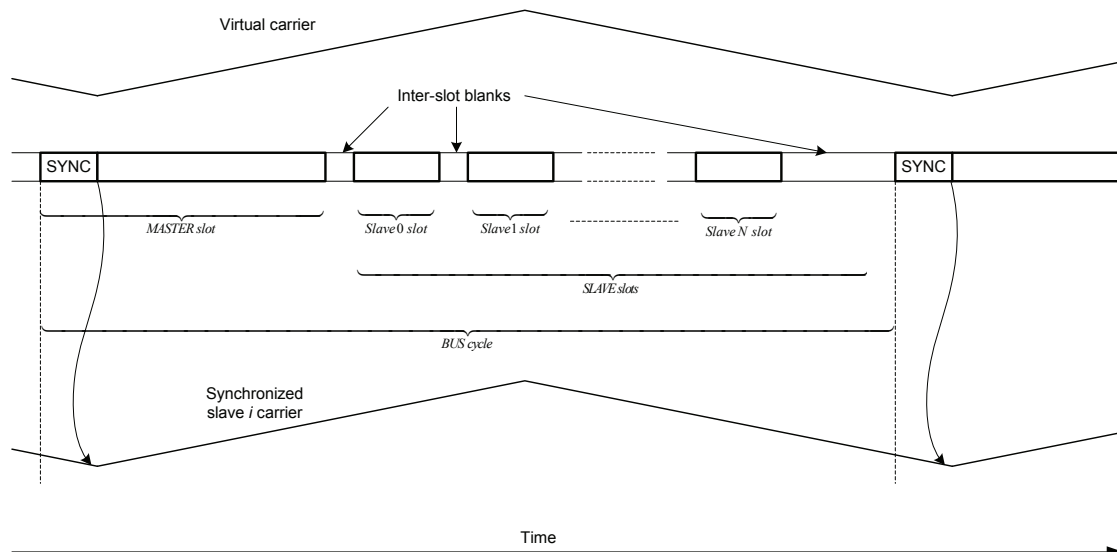 Virtual carrier
Inter-slot blanks
SYNC
SYNC
MASTER slot
Slave 0 slot
Slave 1 slot
Slave N slot
SLAVE slots
BUS cycle
Synchronized
slave i carrier
Time